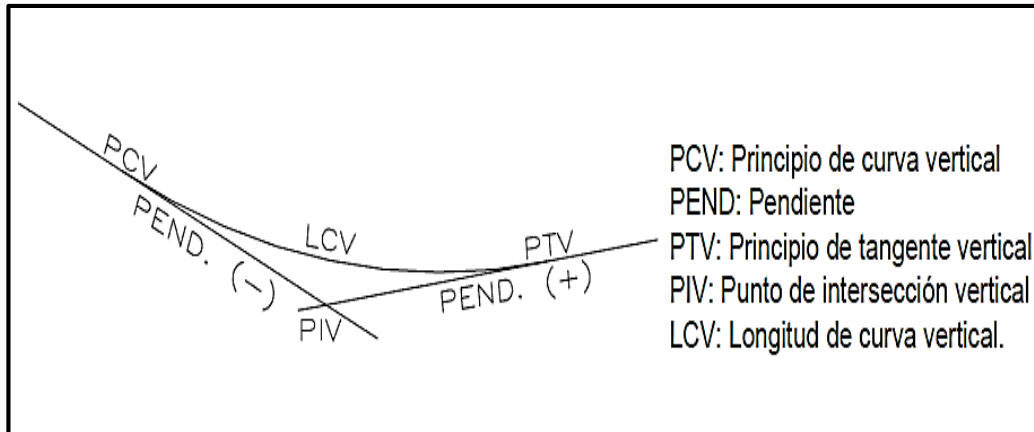 PCV
PEND. (-)
LCV
PIV
PTV
PEND. (+)
PCV: Principio de curva vertical
PEND: Pendiente
PTV: Principio de tangente vertical
PIV: Punto de intersección vertical
LCV: Longitud de curva vertical.